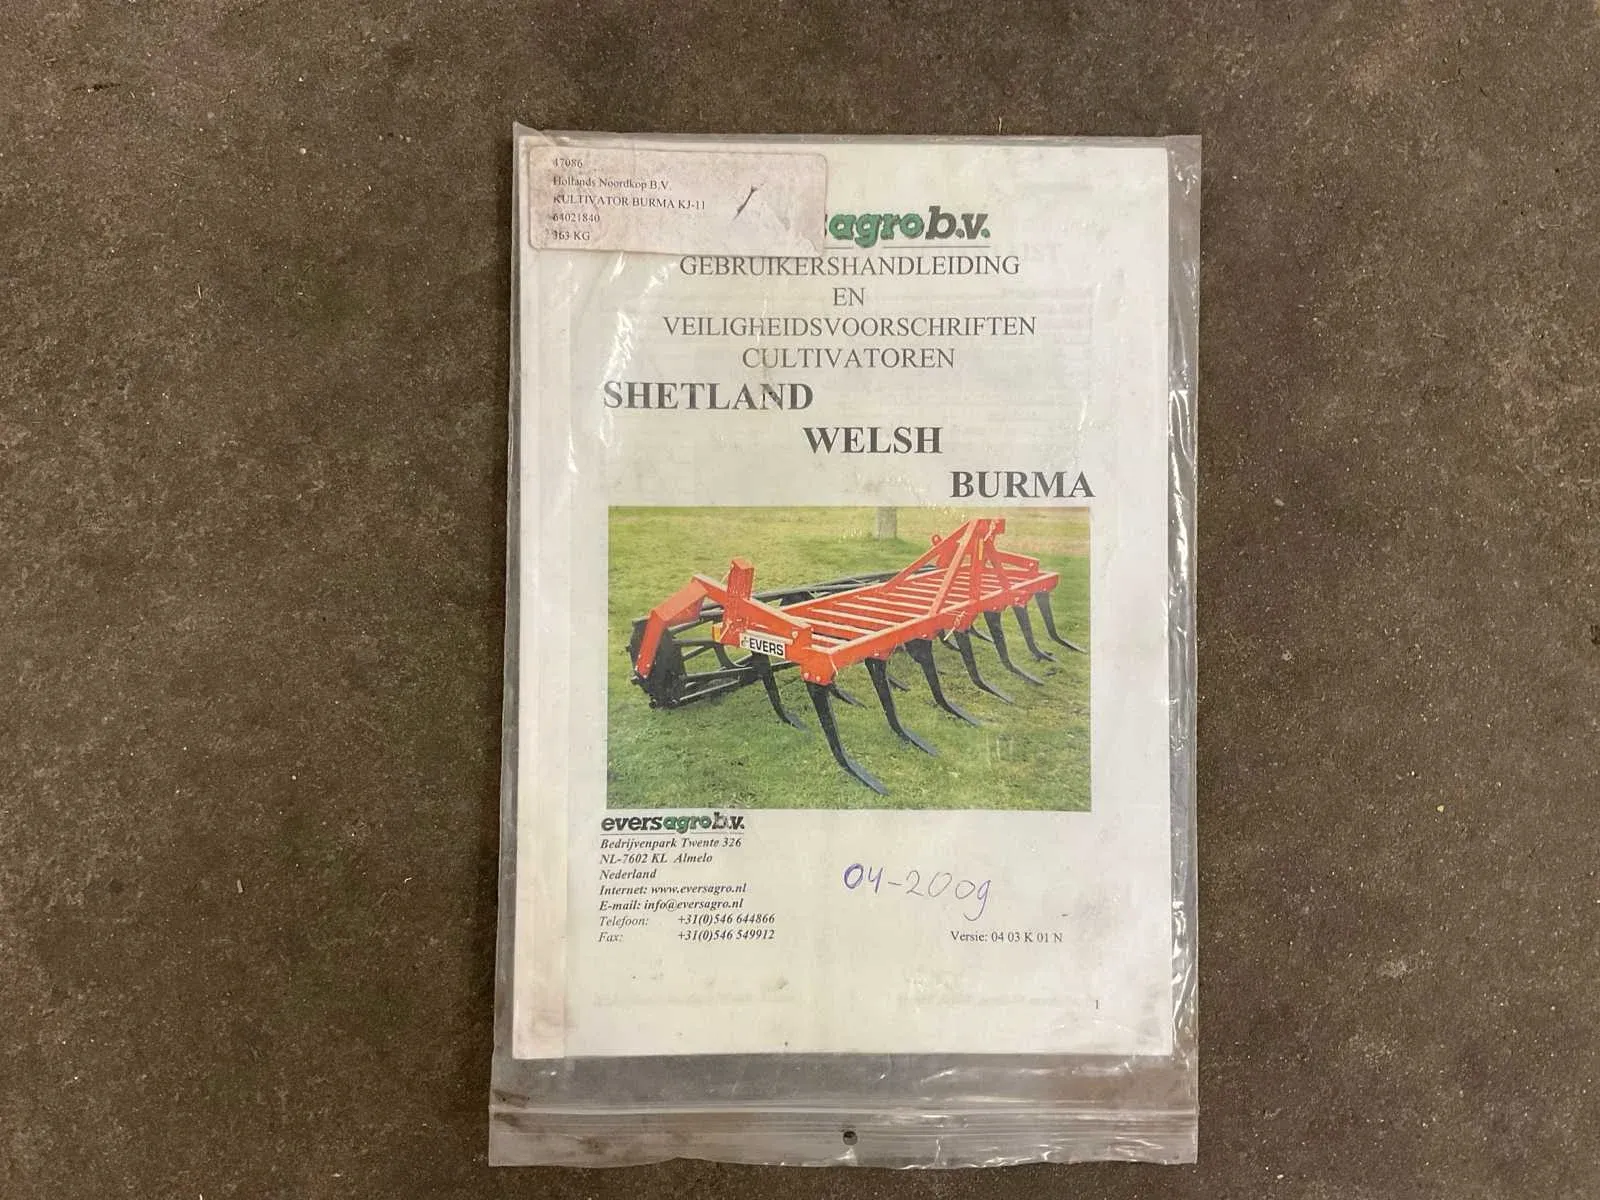 47086
Hollands Noordkop B.V.
KULTIVATOR BURMA KJ-11
64021840
363 KG
agro b.v.
GEBRUIKERSHANDLEIDING
EN
VEILIGHEIDSVOORSCHRIFTEN
CULTIVATOREN
SHETLAND
WELSH
BURMA
EVERS
evers agro b.v.
Bedrijvenpark Twente 326
NL-7602 KL Almelo
Nederland
Internet: www.eversagro.nl
E-mail: info@eversagro.nl
Telefoon: +31(0)546 644866
Fax: +31(0)546 549912
04-2009
Versie: 04 03 K 01 N
1